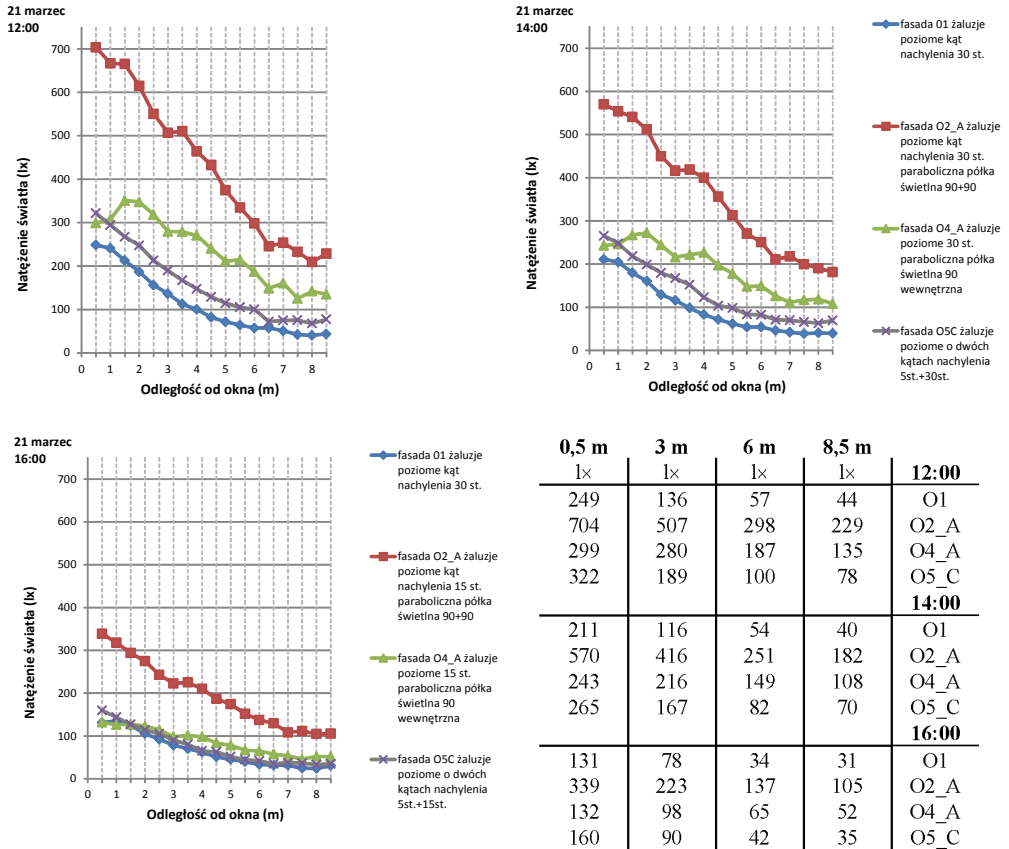 21 marzec
12:00
700
600
500
400
300
200
100
0
0 1 2 3 4 5 6 7 8
Natężenie światła (lx)
Odległość od okna (m)
21 marzec
14:00
700
600
500
400
300
200
100
0
0 1 2 3 4 5 6 7 8
Natężenie światła (lx)
Odległość od okna (m)
fasada 01 żaluzje
poziome kąt
nachylenia 30 st.
fasada O2_A żaluzje
poziome kąt
nachylenia 30 st.
paraboliczna półka
świetlna 90+90
fasada O4_A żaluzje
poziome 30 st.
paraboliczna półka
świetlna 90
wewnętrzna
fasada O5C żaluzje
poziome o dwóch
kątach nachylenia
5st.+30st.
21 marzec
16:00
700
600
500
400
300
200
100
0
0 1 2 3 4 5 6 7 8
Natężenie światła (lx)
Odległość od okna (m)
fasada 01 żaluzje
poziome kąt
nachylenia 30 st.
fasada O2_A żaluzje
poziome kąt
nachylenia 15 st.
paraboliczna półka
świetlna 90+90
fasada O4_A żaluzje
poziome 15 st.
paraboliczna półka
świetlna 90
wewnętrzna
fasada O5C żaluzje
poziome o dwóch
kątach nachylenia
5st.+15st.
0,5 m 3 m 6 m 8,5 m
l× l× l× l× 12:00
249 136 57 44 O1
704 507 298 229 O2_A
299 280 187 135 O4_A
322 189 100 78 O5_C
14:00
211 116 54 40 O1
570 416 251 182 O2_A
243 216 149 108 O4_A
265 167 82 70 O5_C
16:00
131 78 34 31 O1
339 223 137 105 O2_A
132 98 65 52 O4_A
160 90 42 35 O5_C